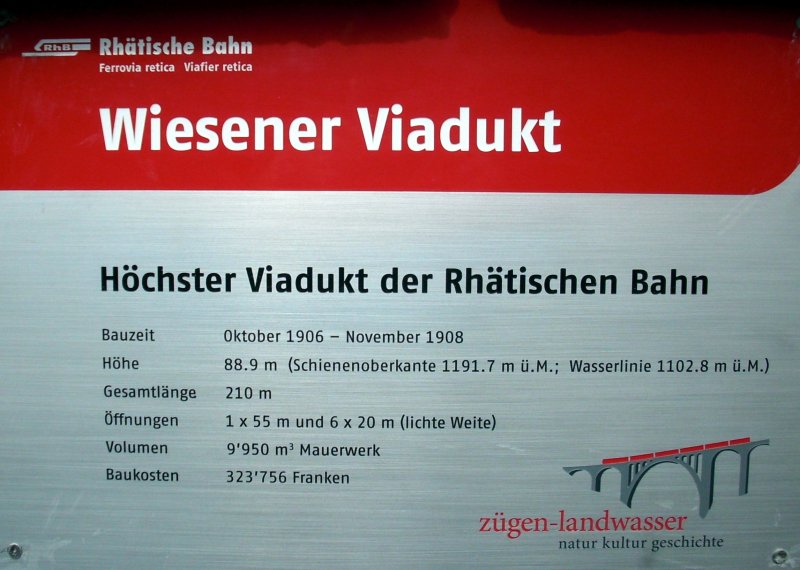 RhB Rhätische Bahn
Ferrovia retica Viafier retica
Wiesener Viadukt
Höchster Viadukt der Rhätischen Bahn
Bauzeit Oktober 1906 – November 1908
Höhe 88.9 m (Schienenoberkante 1191.7 m ü.M.; Wasserlinie 1102.8 m ü.M.)
Gesamtlänge 210 m
Öffnungen 1 x 55 m und 6 x 20 m (lichte Weite)
Volumen 9'950 m³ Mauerwerk
Baukosten 323'756 Franken
zügen-landwasser
natur kultur geschichte